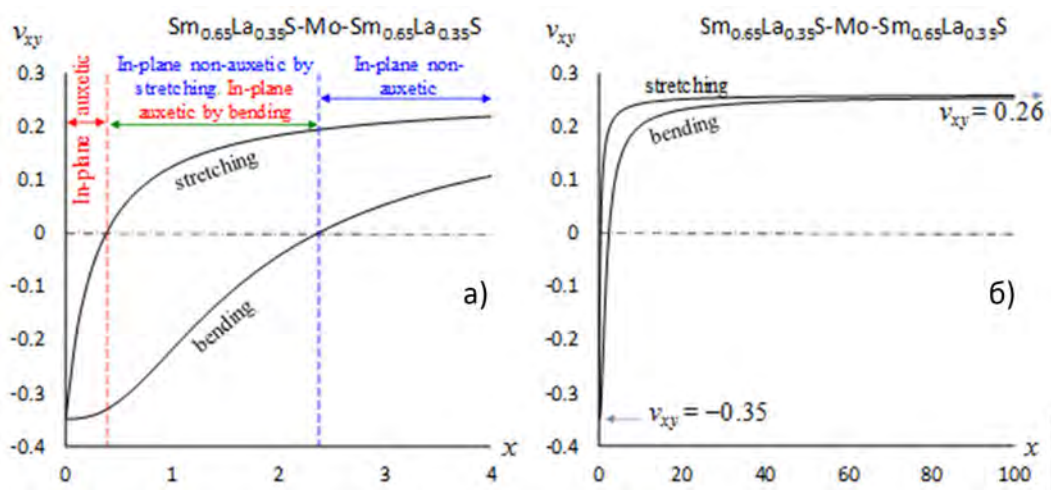 ν_xy Sm₀.₆₅La₀.₃₅S-Mo-Sm₀.₆₅La₀.₃₅S
In-plane auxetic
In-plane non-auxetic by
stretching. In-plane
auxetic by bending
In-plane non-
auxetic
0.3
0.2
0.1
0
-0.1
-0.2
-0.3
-0.4
stretching
bending
а)
0 1 2 3 4
x
ν_xy Sm₀.₆₅La₀.₃₅S-Mo-Sm₀.₆₅La₀.₃₅S
0.3
0.2
0.1
0
-0.1
-0.2
-0.3
-0.4
stretching
bending
ν_xy = 0.26
б)
ν_xy = −0.35
0 20 40 60 80 100
x